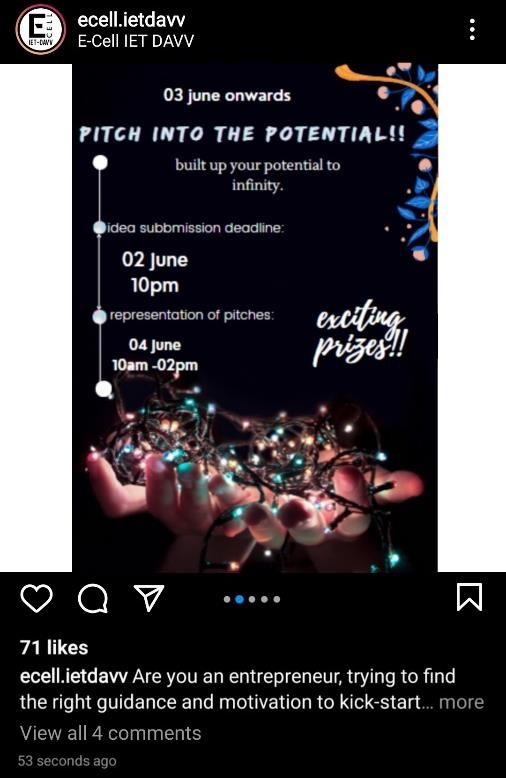 E
CELL
IET-DAVV
ecell.ietdavv
E-Cell IET DAVV
03 june onwards
PITCH INTO THE POTENTIAL!!
built up your potential to
infinity.
idea subbmission deadline:
02 June
10pm
representation of pitches:
04 June
10am -02pm
exciting
prizes!!
71 likes
ecell.ietdavv Are you an entrepreneur, trying to find
the right guidance and motivation to kick-start... more
View all 4 comments
53 seconds ago